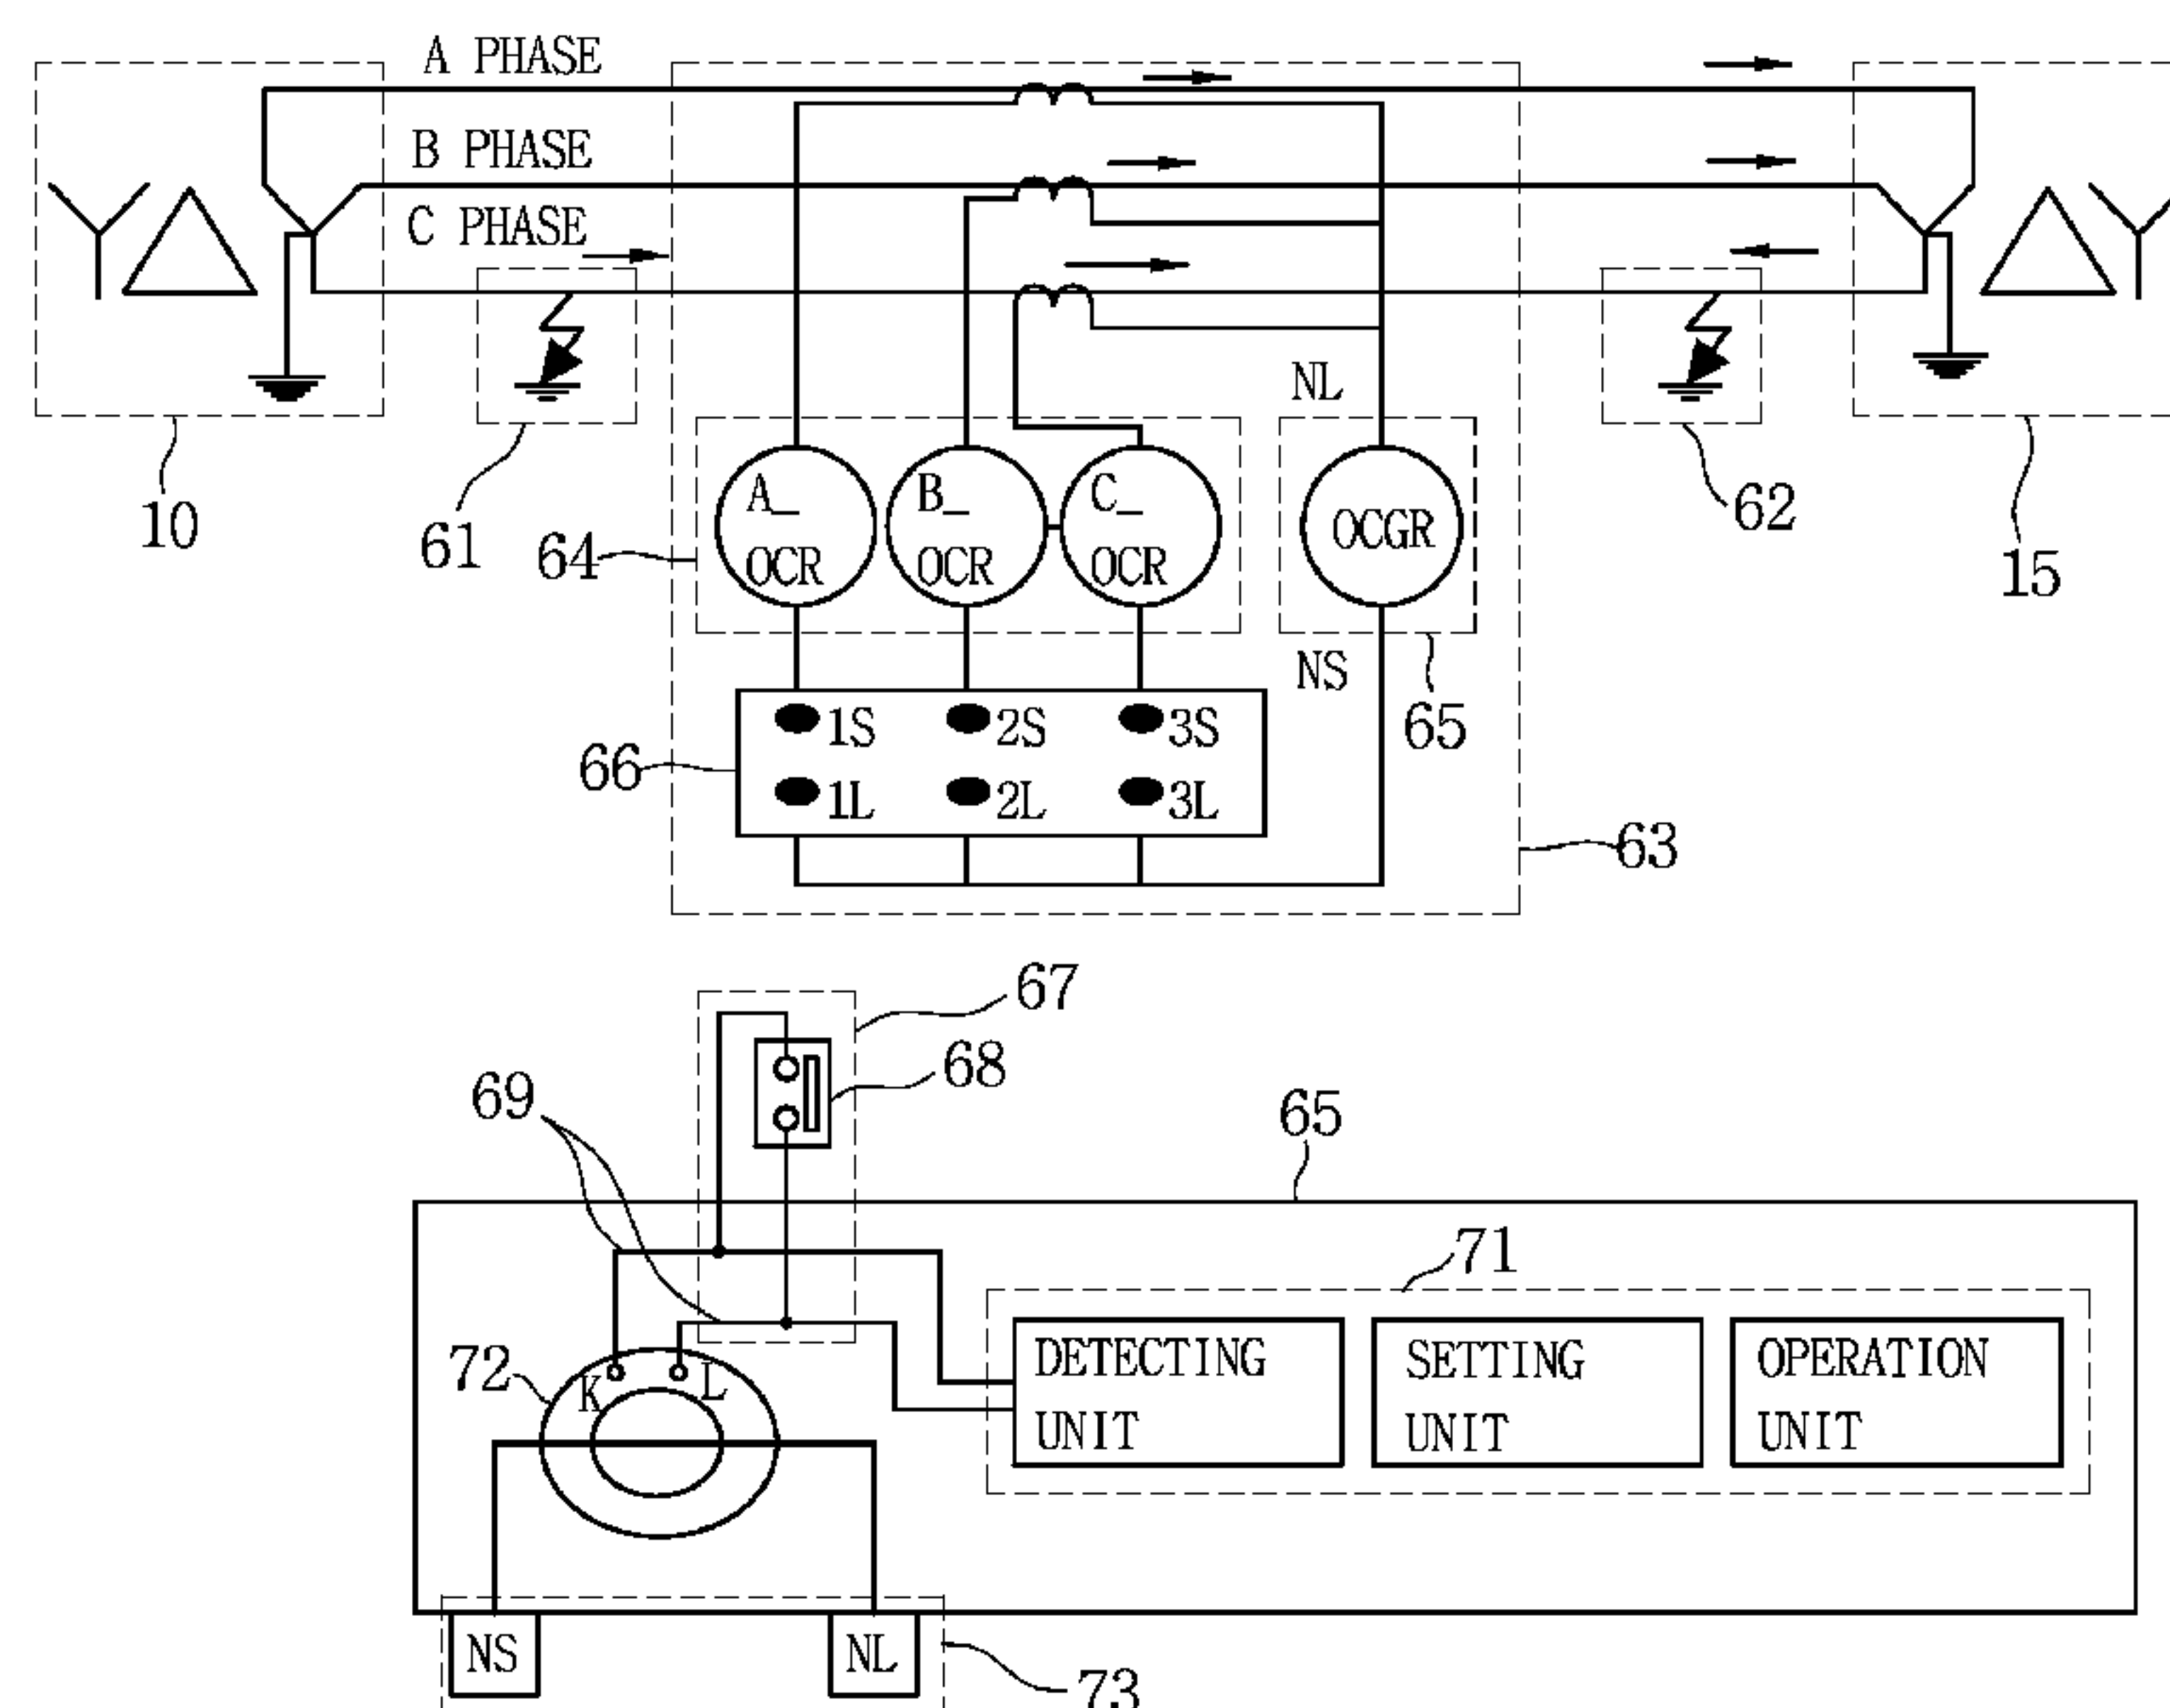 A PHASE
B PHASE
C PHASE
NL
10
61
62
15
64
A_
OCR
B_
OCR
C_
OCR
OCGR
NS
65
66
1S
2S
3S
1L
2L
3L
63
67
68
69
65
71
72
K
L
DETECTING
UNIT
SETTING
UNIT
OPERATION
UNIT
NS
NL
73